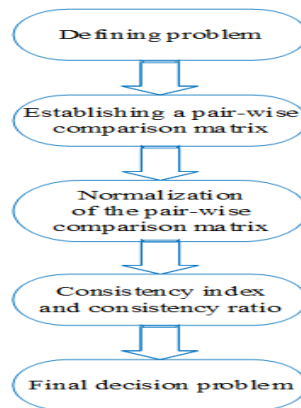 Defining problem
Establishing a pair-wise
comparison matrix
Normalization
of the pair-wise
comparison matrix
Consistency index
and consistency ratio
Final decision problem